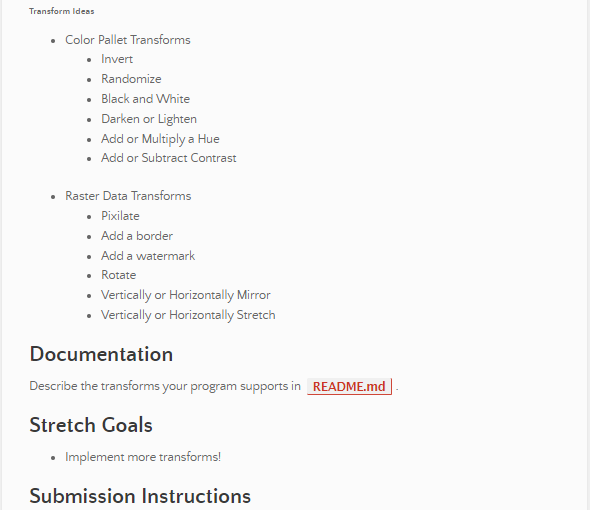 Transform Ideas
Color Pallet Transforms
Invert
Randomize
Black and White
Darken or Lighten
Add or Multiply a Hue
Add or Subtract Contrast
Raster Data Transforms
Pixilate
Add a border
Add a watermark
Rotate
Vertically or Horizontally Mirror
Vertically or Horizontally Stretch
Documentation
Describe the transforms your program supports in README.md .
Stretch Goals
Implement more transforms!
Submission Instructions